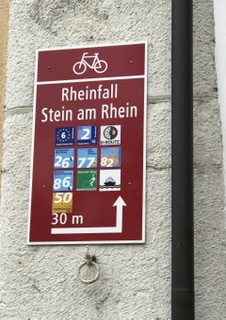 Rheinfall
Stein am Rhein
6 2 D-ROUTE
26 77 82
86
50
30 m